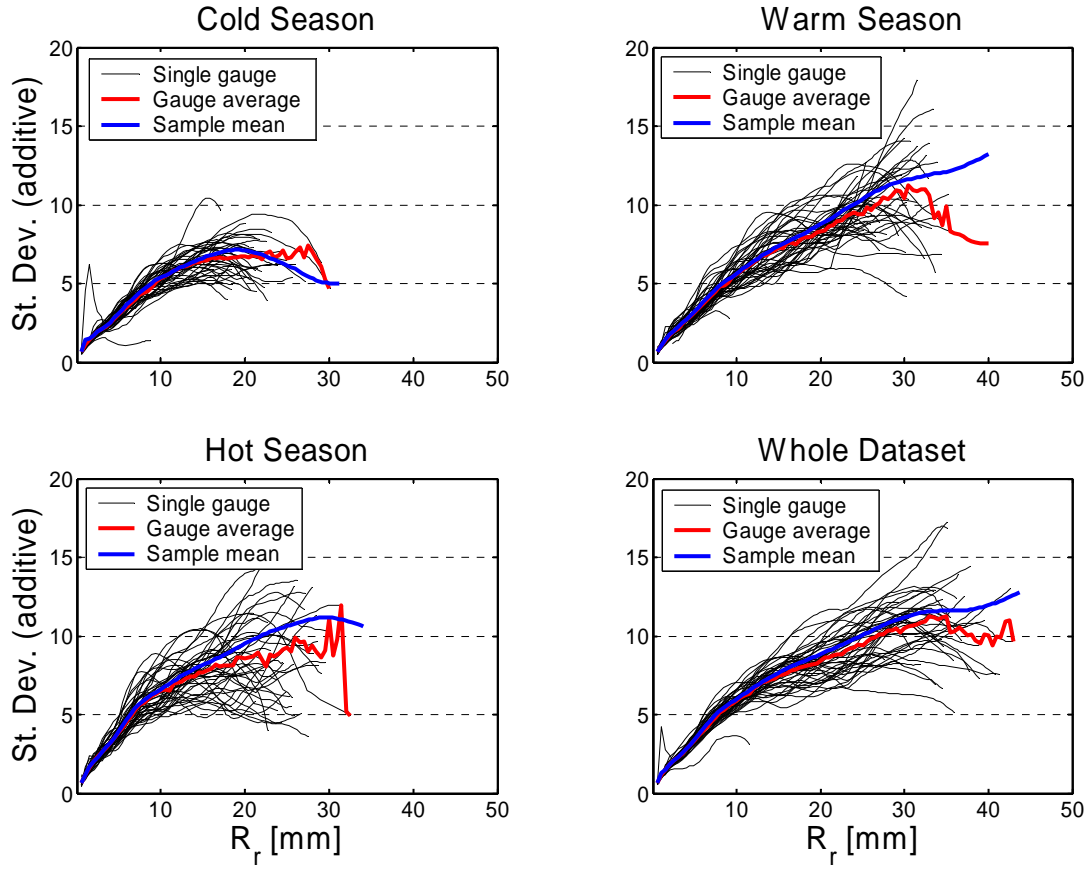 Cold Season
St. Dev. (additive)
20
15
10
5
0
Single gauge
Gauge average
Sample mean
10 20 30 40 50
Warm Season
20
15
10
5
0
Single gauge
Gauge average
Sample mean
10 20 30 40 50
Hot Season
St. Dev. (additive)
20
15
10
5
0
Single gauge
Gauge average
Sample mean
10 20 30 40 50
R_r [mm]
Whole Dataset
20
15
10
5
0
Single gauge
Gauge average
Sample mean
10 20 30 40 50
R_r [mm]